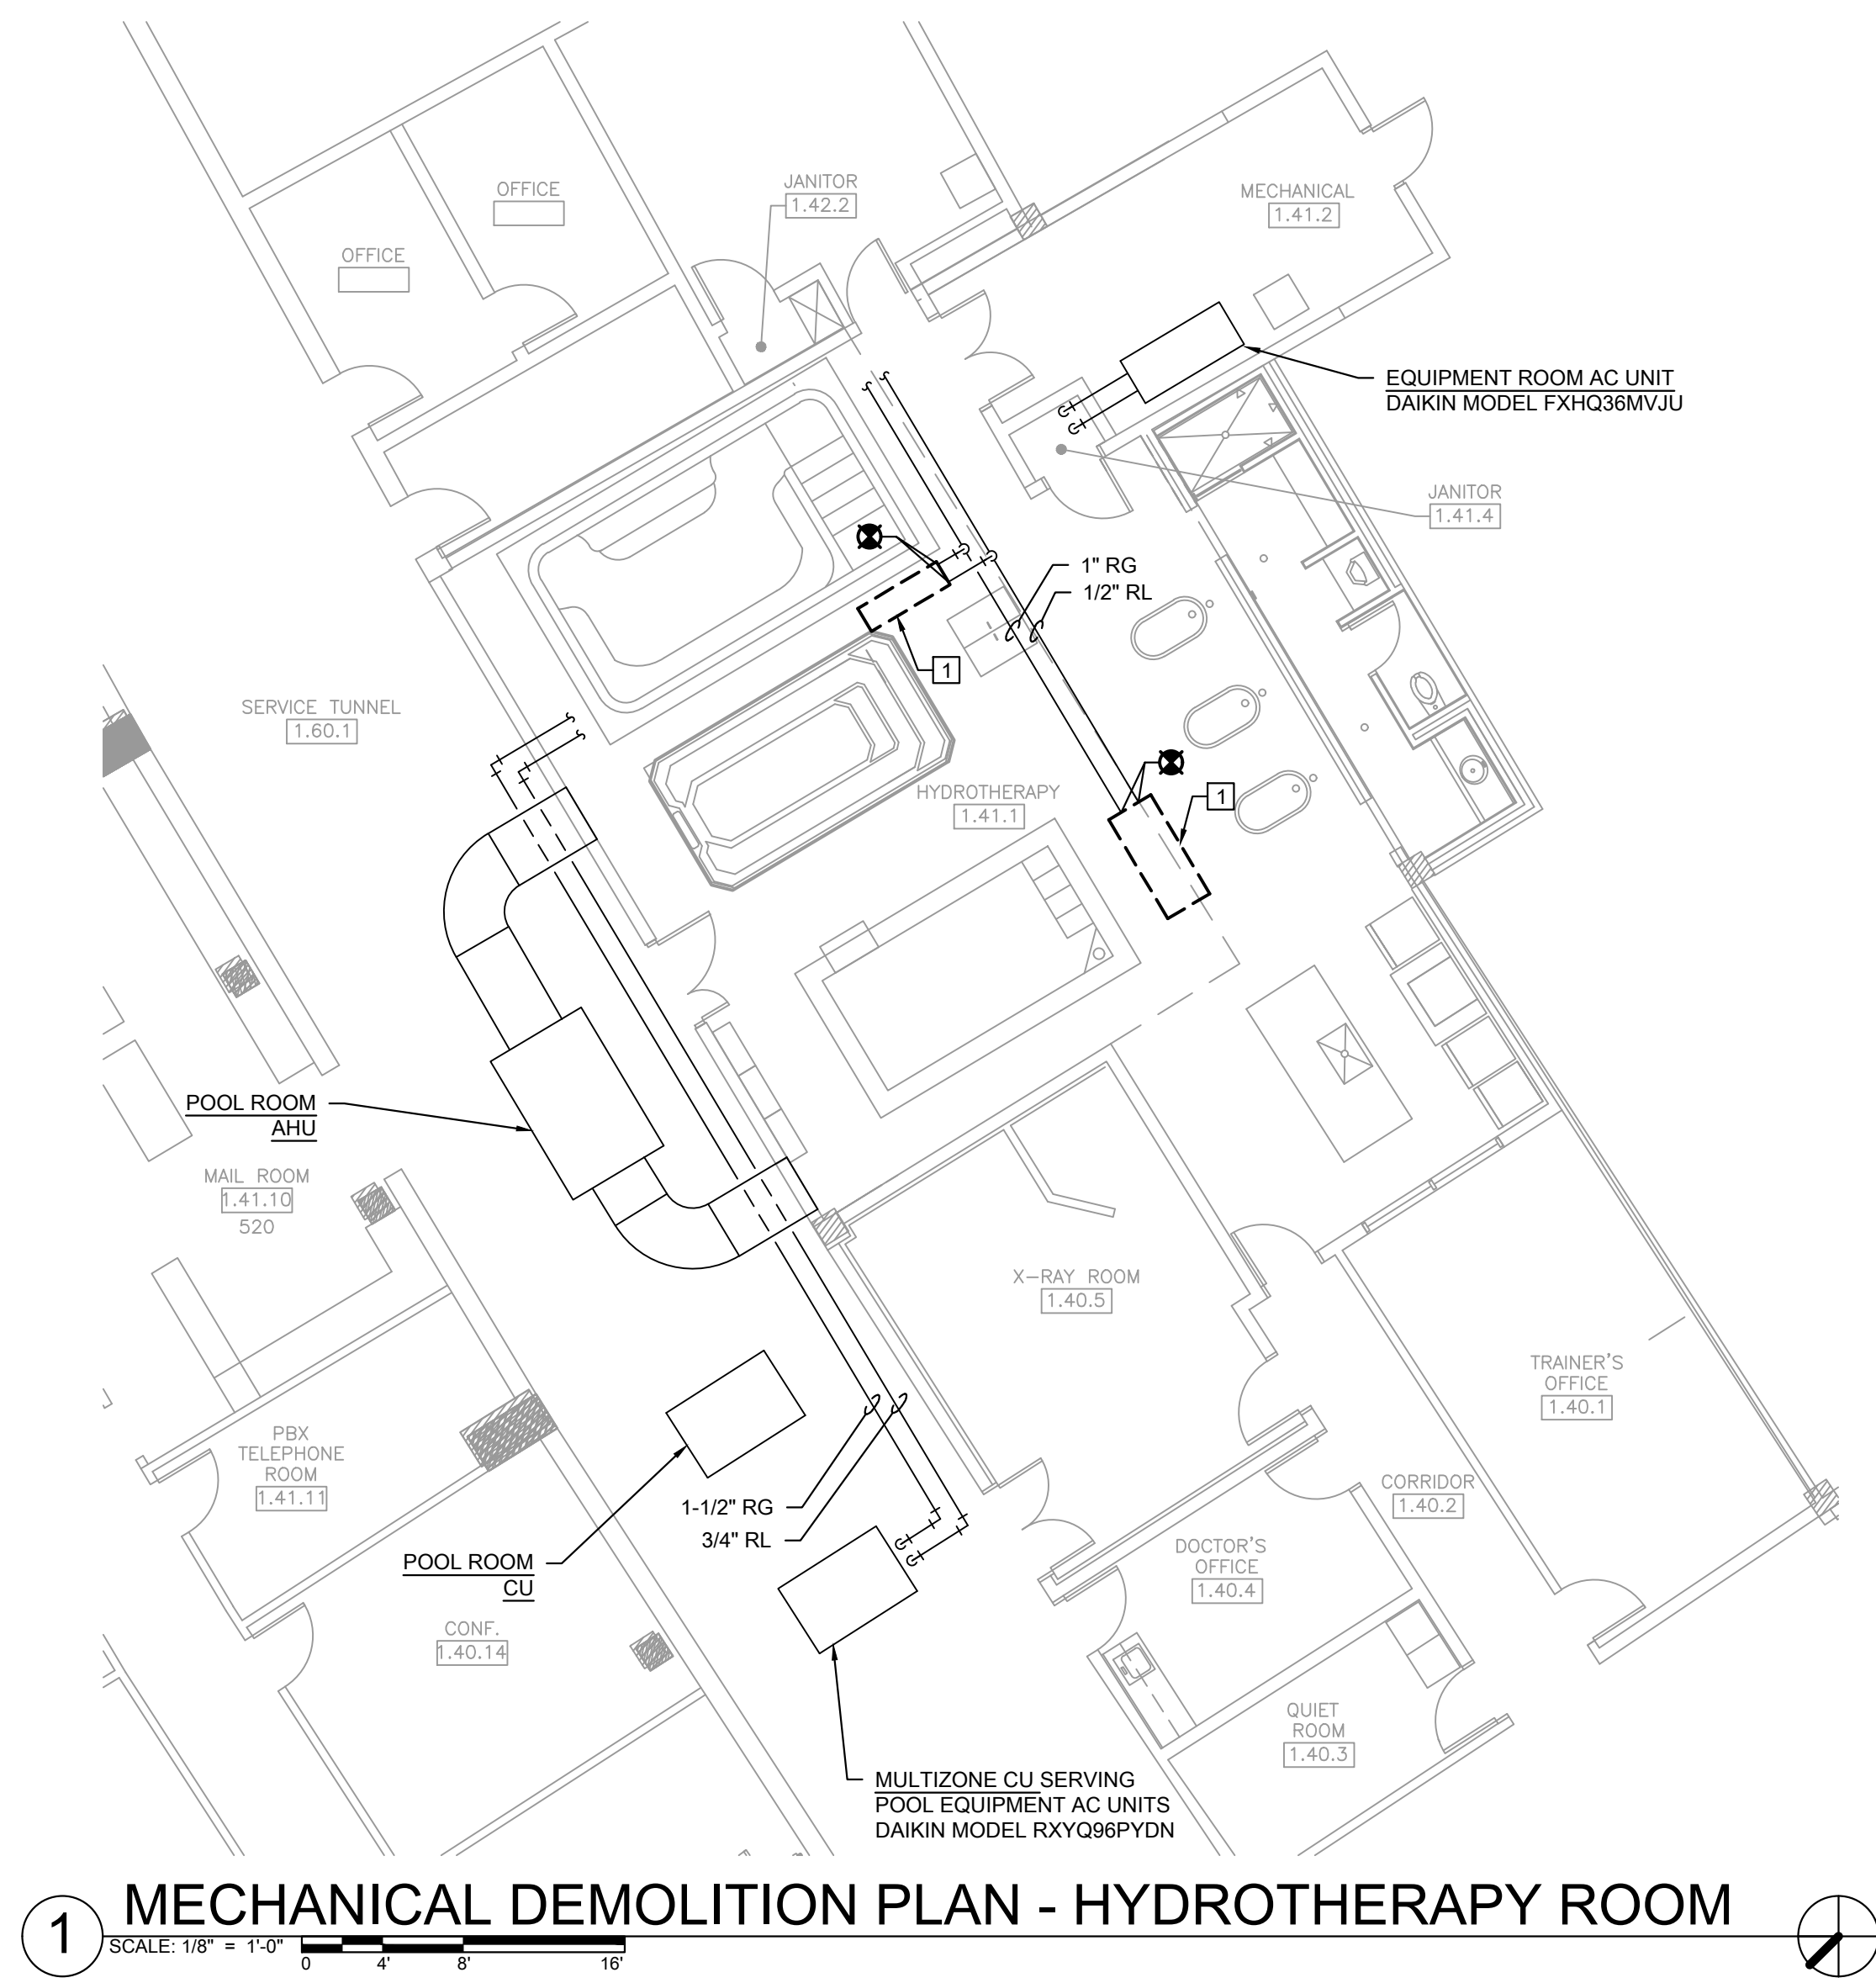 OFFICE
OFFICE
JANITOR
1.42.2
MECHANICAL
1.41.2
EQUIPMENT ROOM AC UNIT
DAIKIN MODEL FXHQ36MVJU
JANITOR
1.41.4
1" RG
1/2" RL
1
SERVICE TUNNEL
1.60.1
HYDROTHERAPY
1.41.1
1
POOL ROOM
AHU
MAIL ROOM
1.41.10
520
X-RAY ROOM
1.40.5
TRAINER'S
OFFICE
1.40.1
PBX
TELEPHONE
ROOM
1.41.11
CORRIDOR
1.40.2
1-1/2" RG
3/4" RL
POOL ROOM
CU
DOCTOR'S
OFFICE
1.40.4
CONF.
1.40.14
QUIET
ROOM
1.40.3
MULTIZONE CU SERVING
POOL EQUIPMENT AC UNITS
DAIKIN MODEL RXYQ96PYDN
1
MECHANICAL DEMOLITION PLAN - HYDROTHERAPY ROOM
SCALE: 1/8" = 1'-0"
0 4' 8' 16'